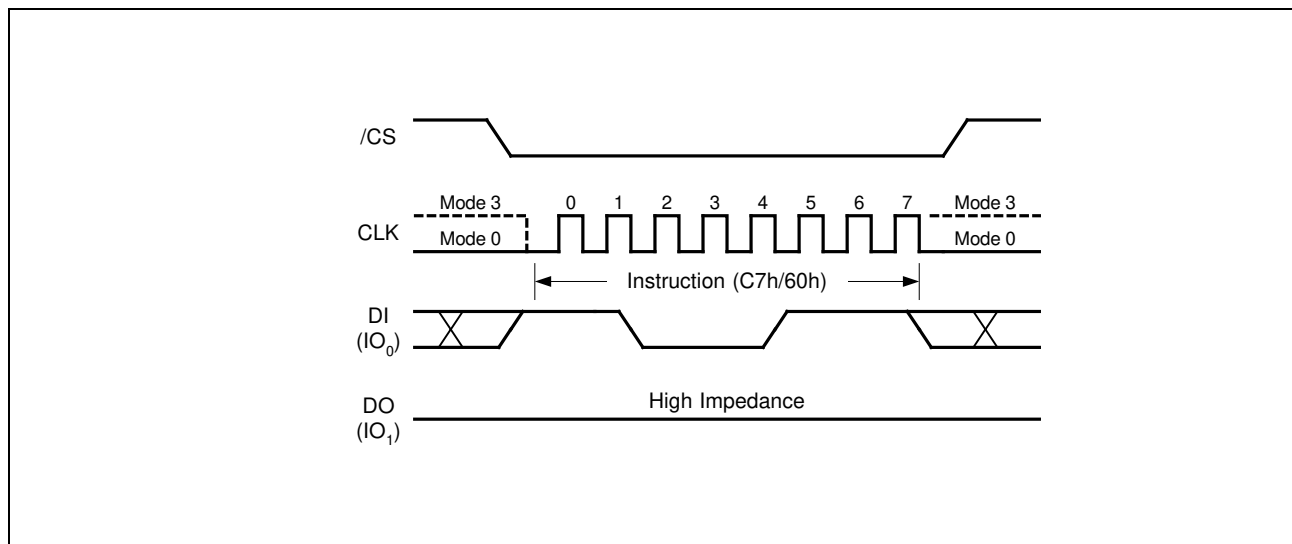 /CS
Mode 3
0 1 2 3 4 5 6 7
Mode 3
CLK
Mode 0
Mode 0
Instruction (C7h/60h)
DI
(IO0)
High Impedance
DO
(IO1)